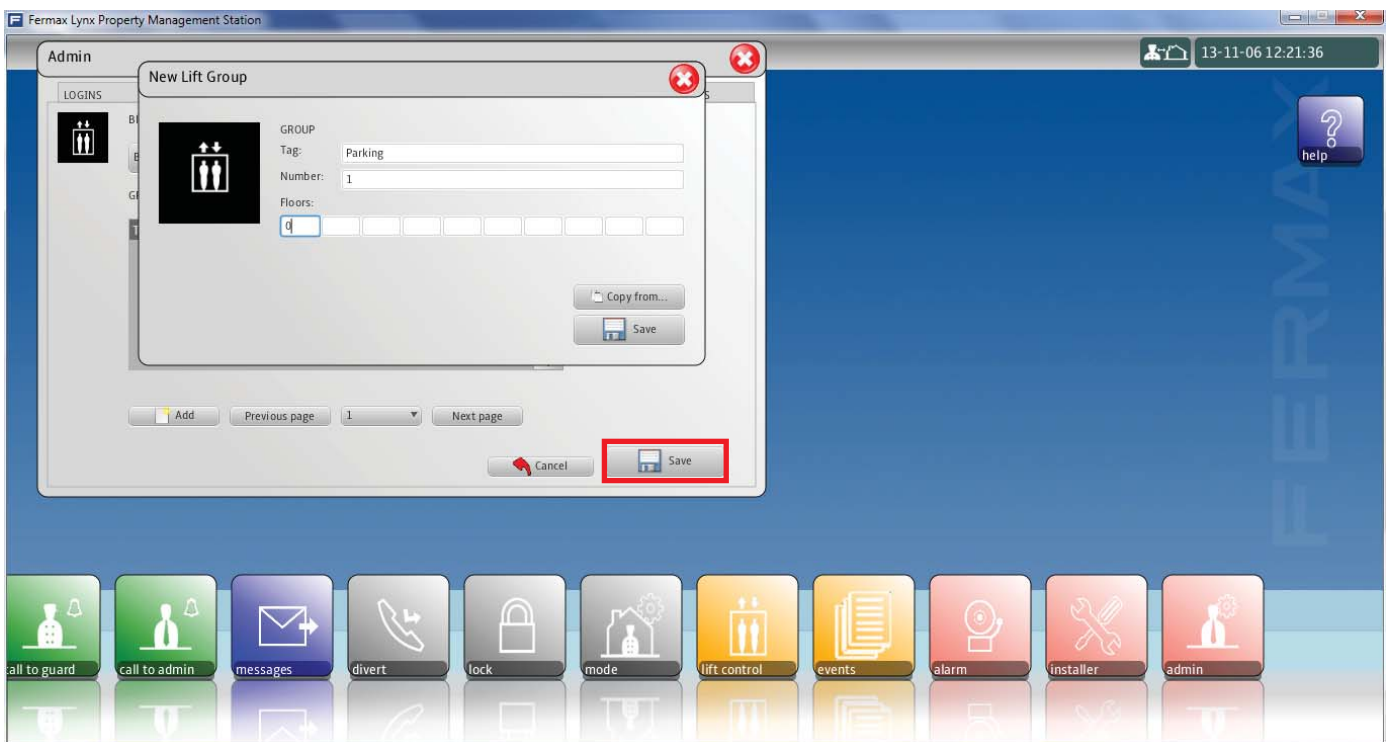 Fermax Lynx Property Management Station
Admin
13-11-06 12:21:36
New Lift Group
LOGINS
GROUP
Tag: Parking
Number: 1
Floors:
0
help
Copy from...
Save
Add Previous page 1 Next page
Cancel Save
FERMAX
call to guard call to admin messages divert lock mode lift control events alarm installer admin